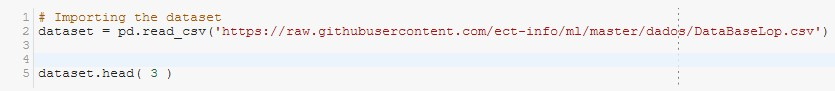 1 # Importing the dataset
2 dataset = pd.read_csv('https://raw.githubusercontent.com/ect-info/ml/master/dados/DataBaseLop.csv')
3
4
5 dataset.head( 3 )